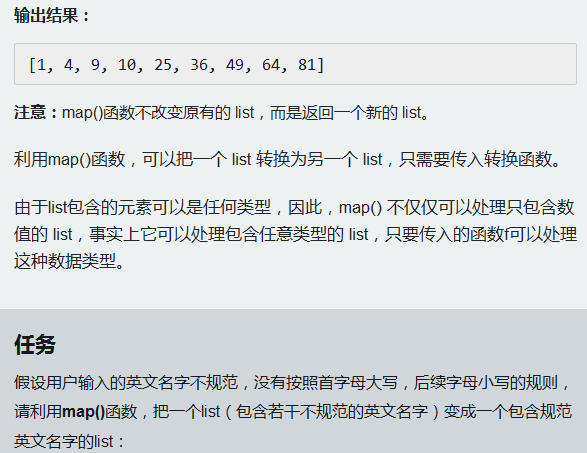 输出结果：
[1, 4, 9, 10, 25, 36, 49, 64, 81]
注意：map()函数不改变原有的 list，而是返回一个新的 list。
利用map()函数，可以把一个 list 转换为另一个 list，只需要传入转换函数。
由于list包含的元素可以是任何类型，因此，map() 不仅仅可以处理只包含数
值的 list，事实上它可以处理包含任意类型的 list，只要传入的函数f可以处理
这种数据类型。
任务
假设用户输入的英文名字不规范，没有按照首字母大写，后续字母小写的规则，
请利用map()函数，把一个list（包含若干不规范的英文名字）变成一个包含规范
英文名字的list：